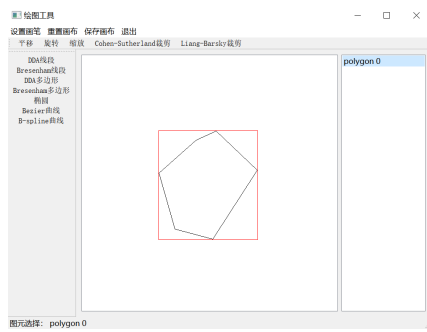 绘图工具
设置画笔 重置画布 保存画布 退出
平移 旋转 缩放 Cohen-Sutherland裁剪 Liang-Barsky裁剪
DDA线段
Bresenham线段
DDA多边形
Bresenham多边形
椭圆
Bezier曲线
B-spline曲线
polygon 0
图元选择： polygon 0